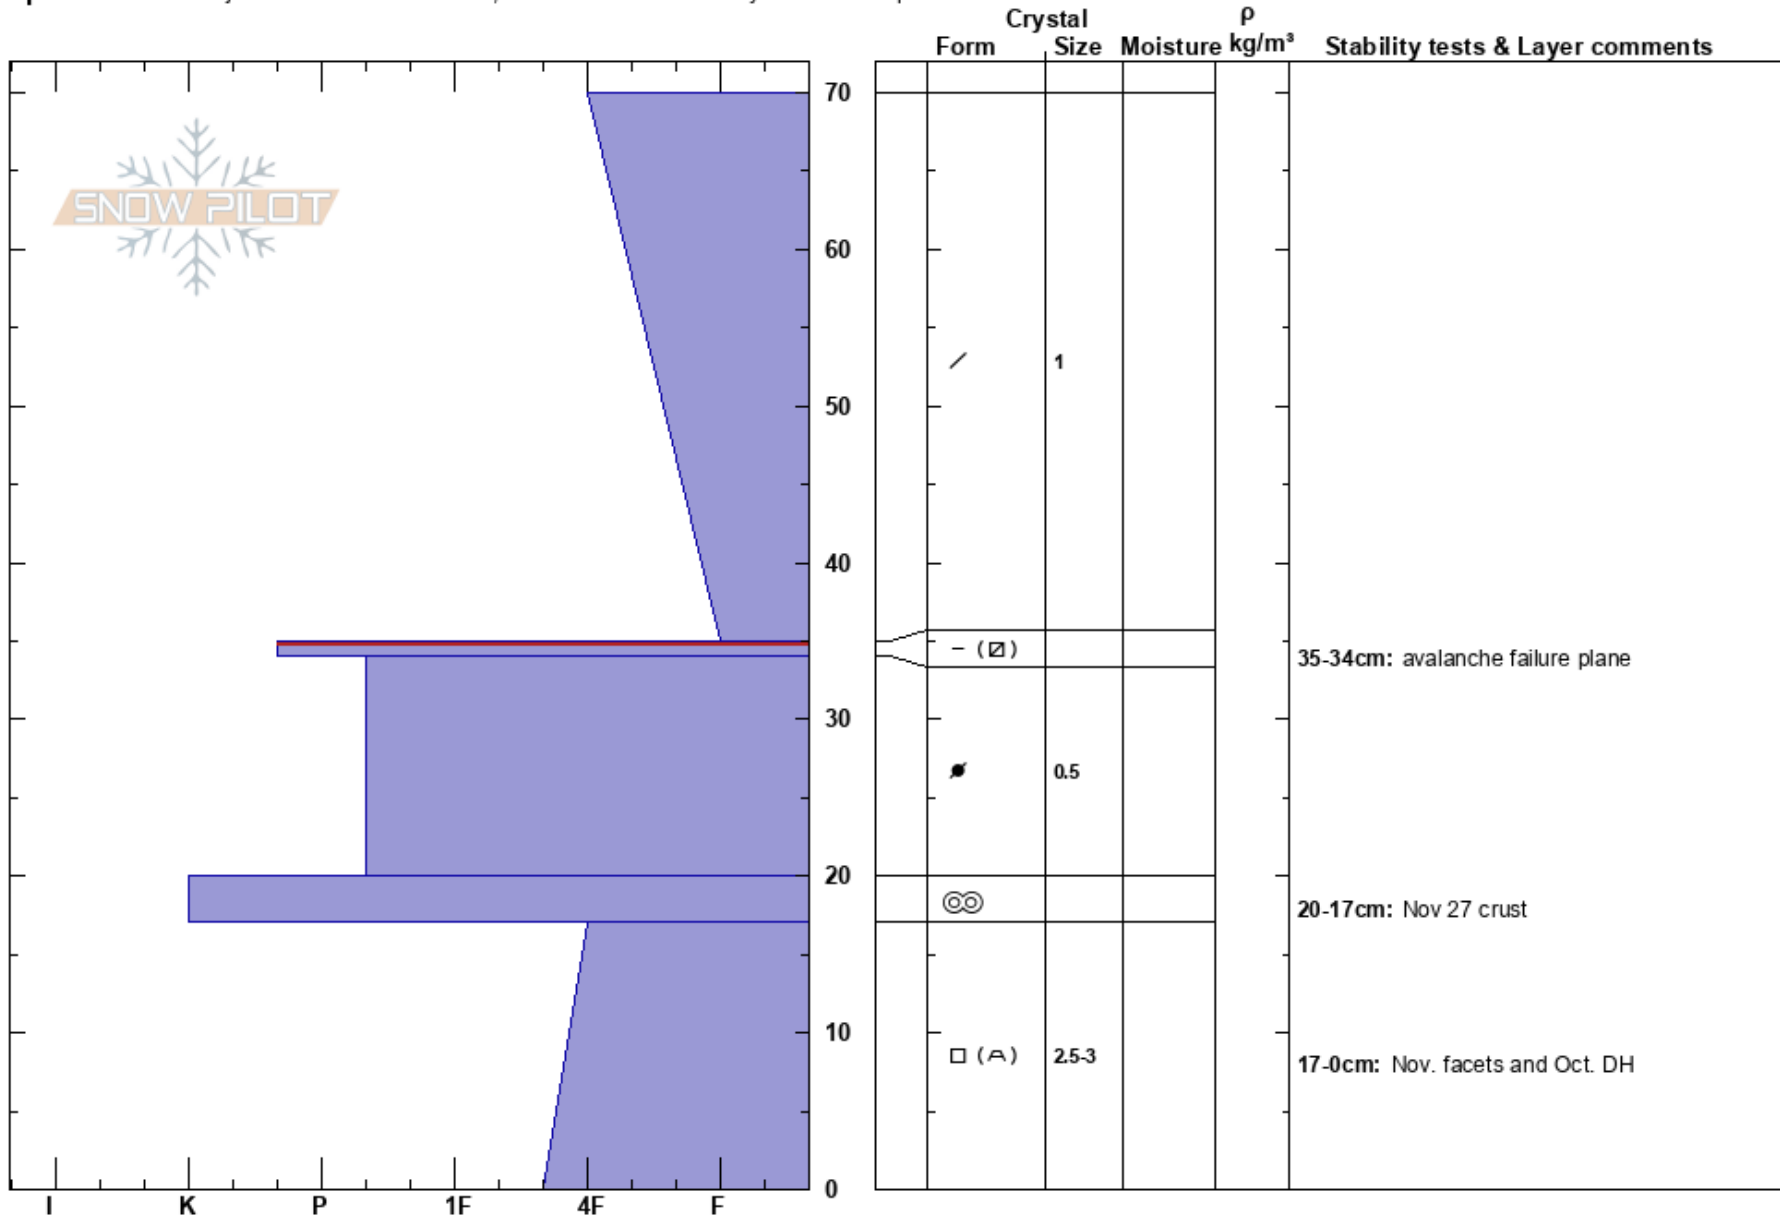 Crystal
ρ
Form Size Moisture kg/m³ Stability tests & Layer comments
70
SNOW PILOT
60
1
50
40
35-34cm: avalanche failure plane
30
0.5
20
20-17cm: Nov 27 crust
10
2.5-3
17-0cm: Nov. facets and Oct. DH
0
I K P 1F 4F F